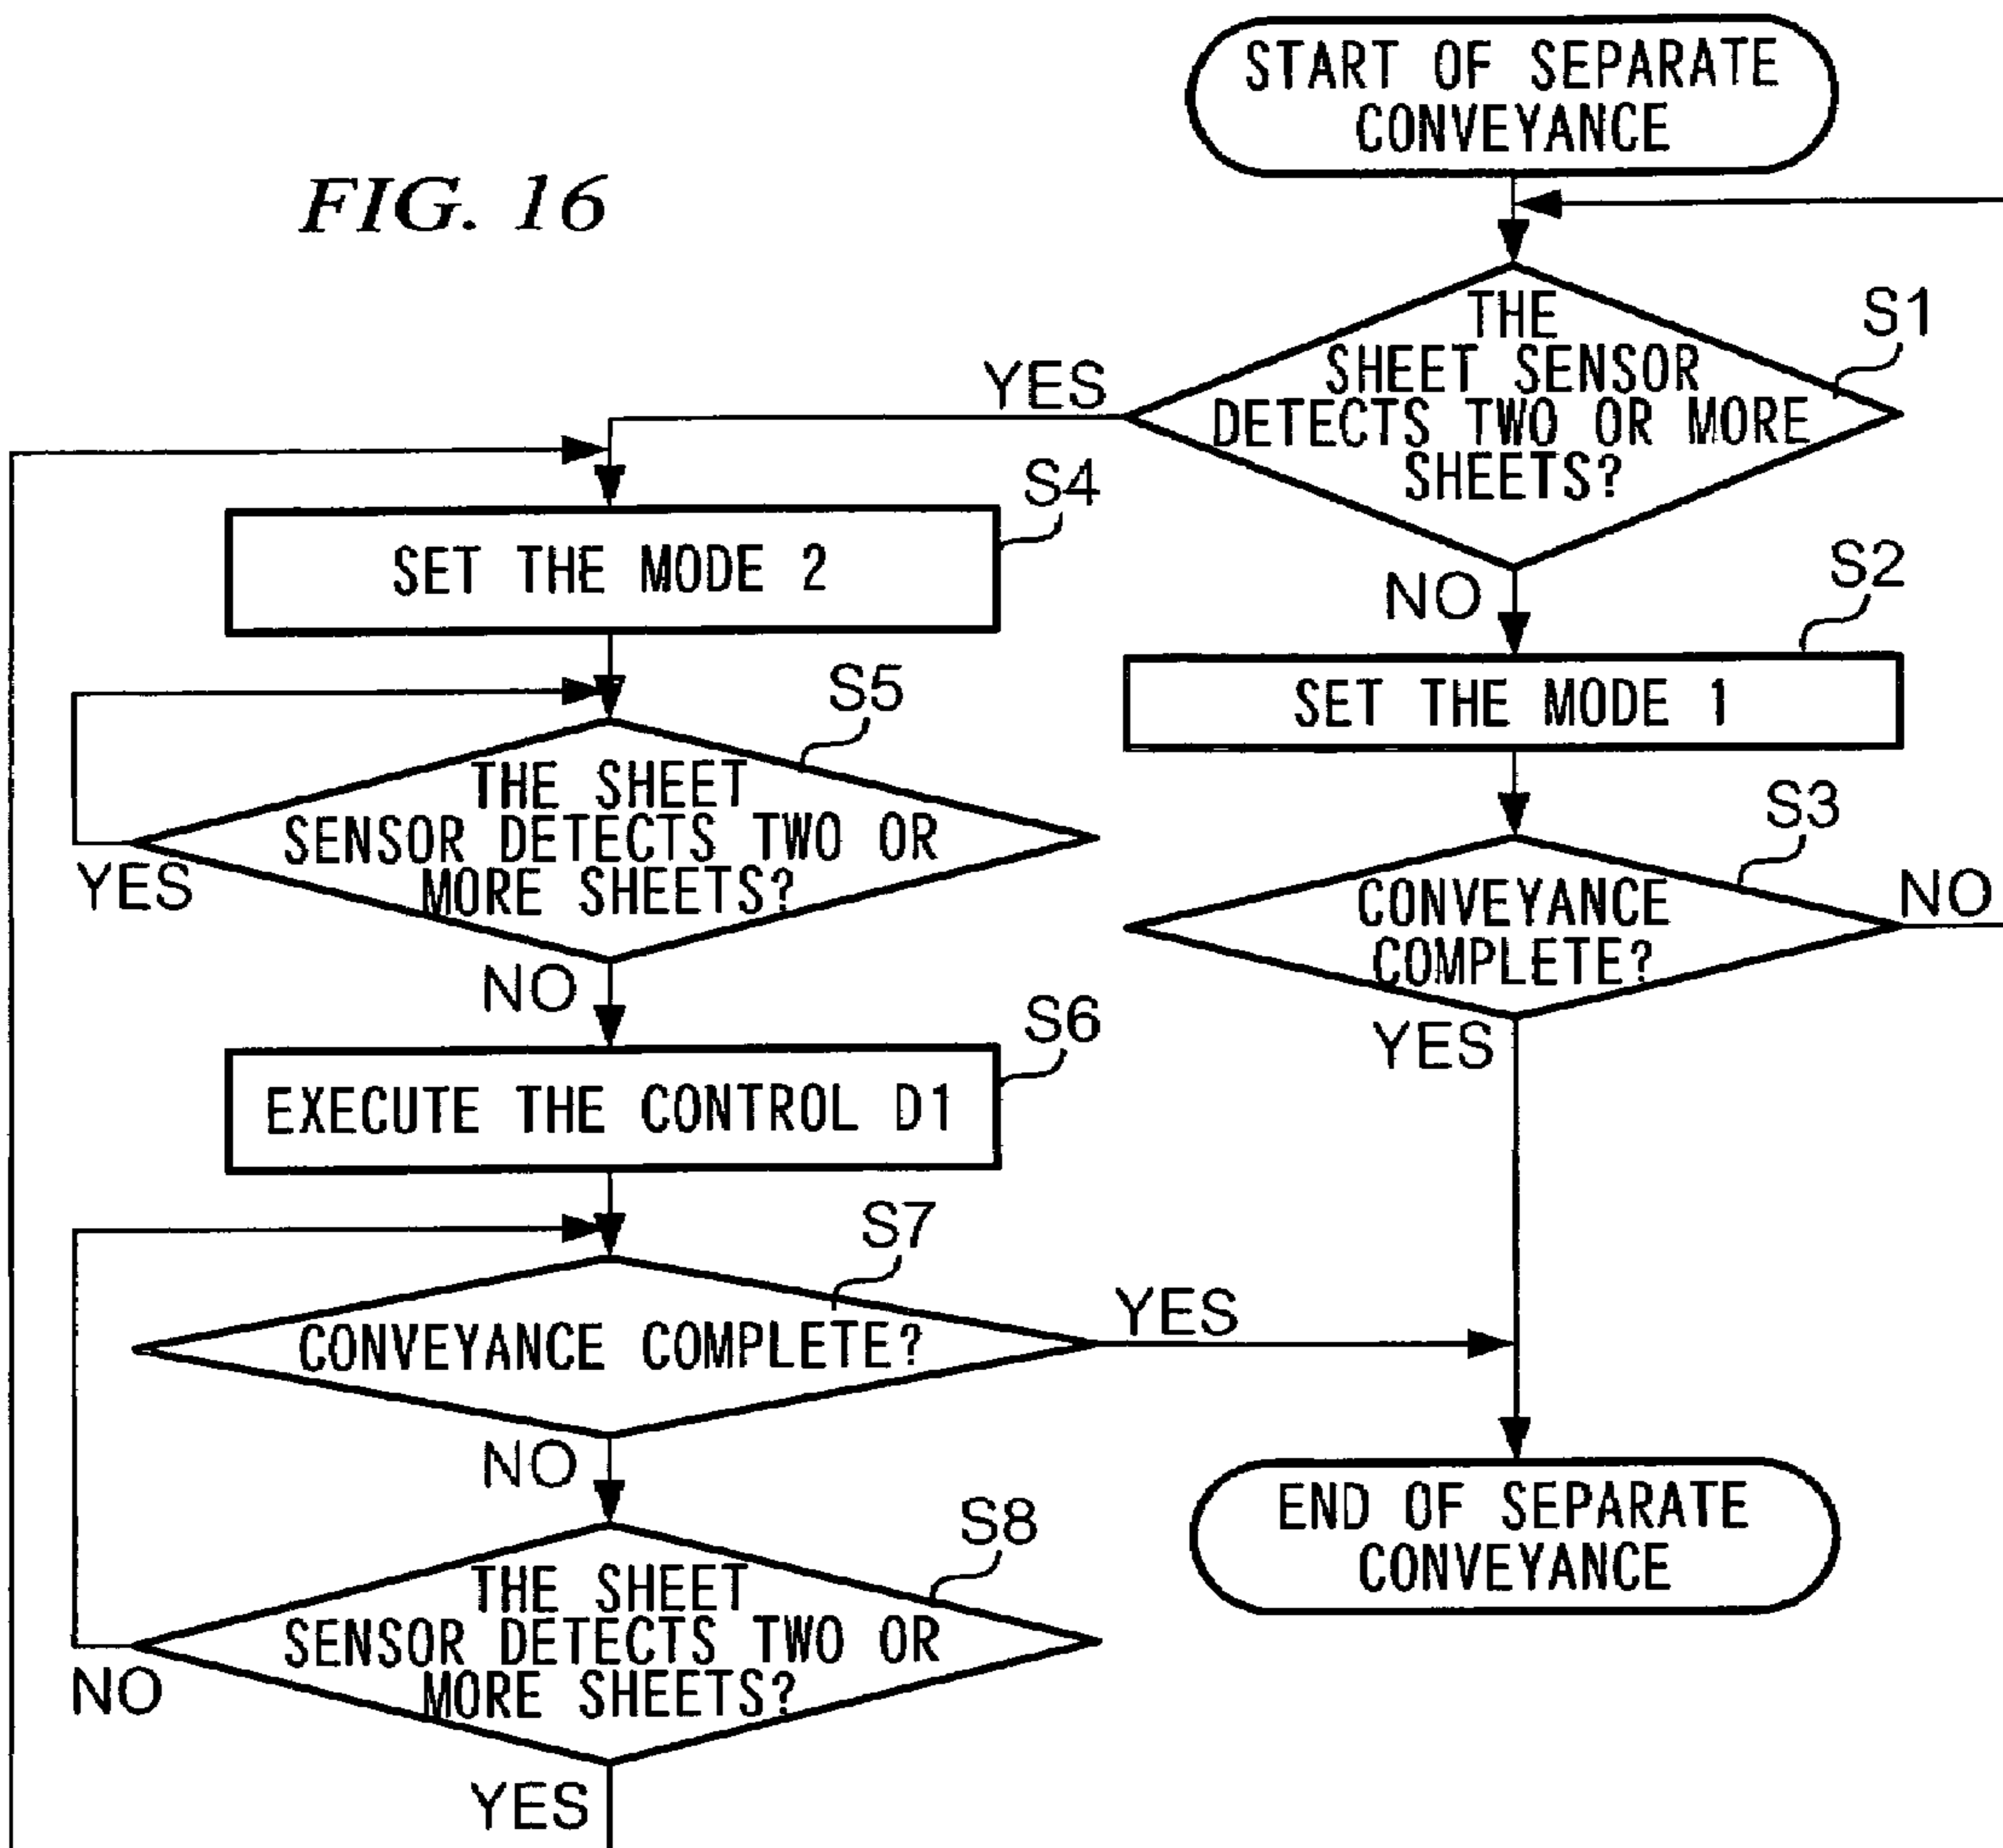 FIG. 16
START OF SEPARATE
CONVEYANCE
THE
SHEET SENSOR
DETECTS TWO OR MORE
SHEETS?
S1
YES
NO
SET THE MODE 1
S2
CONVEYANCE
COMPLETE?
S3
NO
YES
SET THE MODE 2
S4
THE SHEET
SENSOR DETECTS TWO OR
MORE SHEETS?
S5
YES
NO
EXECUTE THE CONTROL D1
S6
CONVEYANCE COMPLETE?
S7
YES
NO
THE SHEET
SENSOR DETECTS TWO OR
MORE SHEETS?
S8
NO
YES
END OF SEPARATE
CONVEYANCE